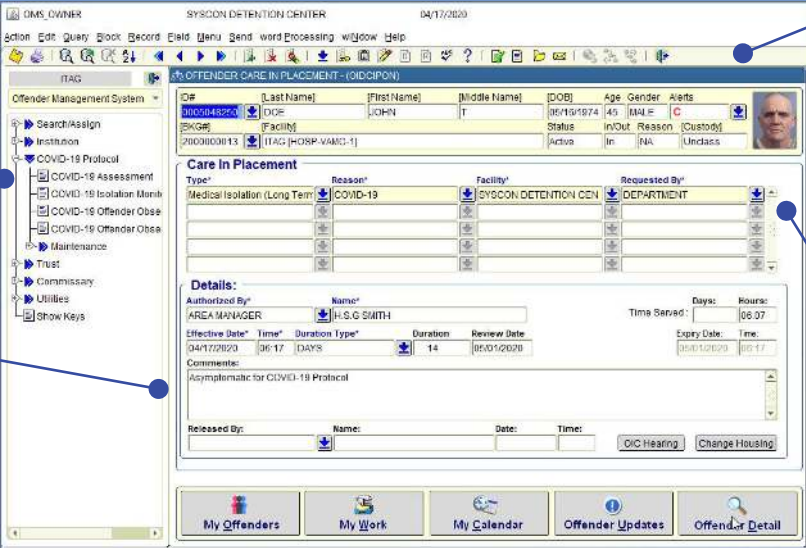 OMS_OWNER SYSCON DETENTION CENTER 04/17/2020
Action Edit Query Block Record Field Menu Send word Processing wiNdow Help
ITAG
Offender Management System
Search/Assign
Institution
COVID-19 Protocol
COVID-19 Assessment
COVID-19 Isolation Monit
COVID-19 Offender Obse
COVID-19 Offender Obse
Maintenance
Trust
Commissary
Utilities
Show Keys
OFFENDER CARE IN PLACEMENT - (OIDCIPON)
ID# [Last Name] [First Name] [Middle Name] [DOB] Age Gender Alerts
0005048250 DOE JOHN T 05/16/1974 45 MALE C
[BKG#] [Facility] Status In/Out Reason [Custody]
2000000013 ITAG [HOSP-VAMC-1] Active In NA Unclass
Care In Placement
Type* Reason* Facility* Requested By*
Medical Isolation (Long Term COVID-19 SYSCON DETENTION CEN DEPARTMENT
Details:
Authorized By* Name* Days: Hours:
AREA MANAGER H.S.G SMITH Time Served: 06:07
Effective Date* Time* Duration Type* Duration Review Date Expiry Date: Time:
04/17/2020 06:17 DAYS 14 05/01/2020 05/01/2020 06:17
Comments:
Asymptomatic for COVID-19 Protocol
Released By: Name: Date: Time:
OIC Hearing Change Housing
My Offenders My Work My Calendar Offender Updates Offender Detail